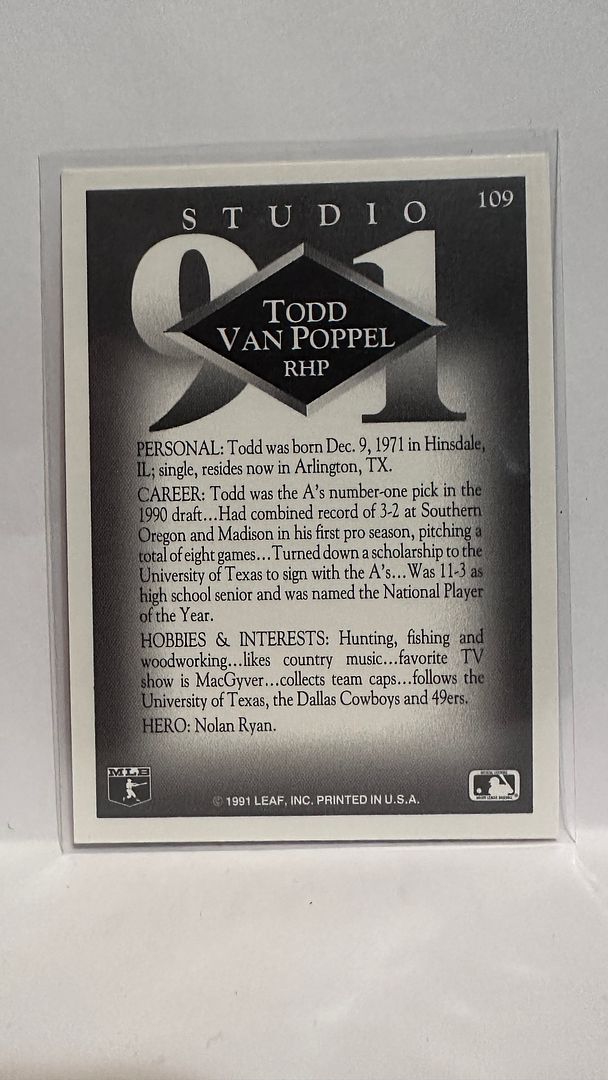 STUDIO
109
91
TODD
VAN POPPEL
RHP
PERSONAL: Todd was born Dec. 9, 1971 in Hinsdale,
IL; single, resides now in Arlington, TX.
CAREER: Todd was the A's number-one pick in the
1990 draft...Had combined record of 3-2 at Southern
Oregon and Madison in his first pro season, pitching a
total of eight games...Turned down a scholarship to the
University of Texas to sign with the A's...Was 11-3 as
high school senior and was named the National Player
of the Year.
HOBBIES & INTERESTS: Hunting, fishing and
woodworking...likes country music...favorite TV
show is MacGyver...collects team caps...follows the
University of Texas, the Dallas Cowboys and 49ers.
HERO: Nolan Ryan.
MLB
© 1991 LEAF, INC. PRINTED IN U.S.A.